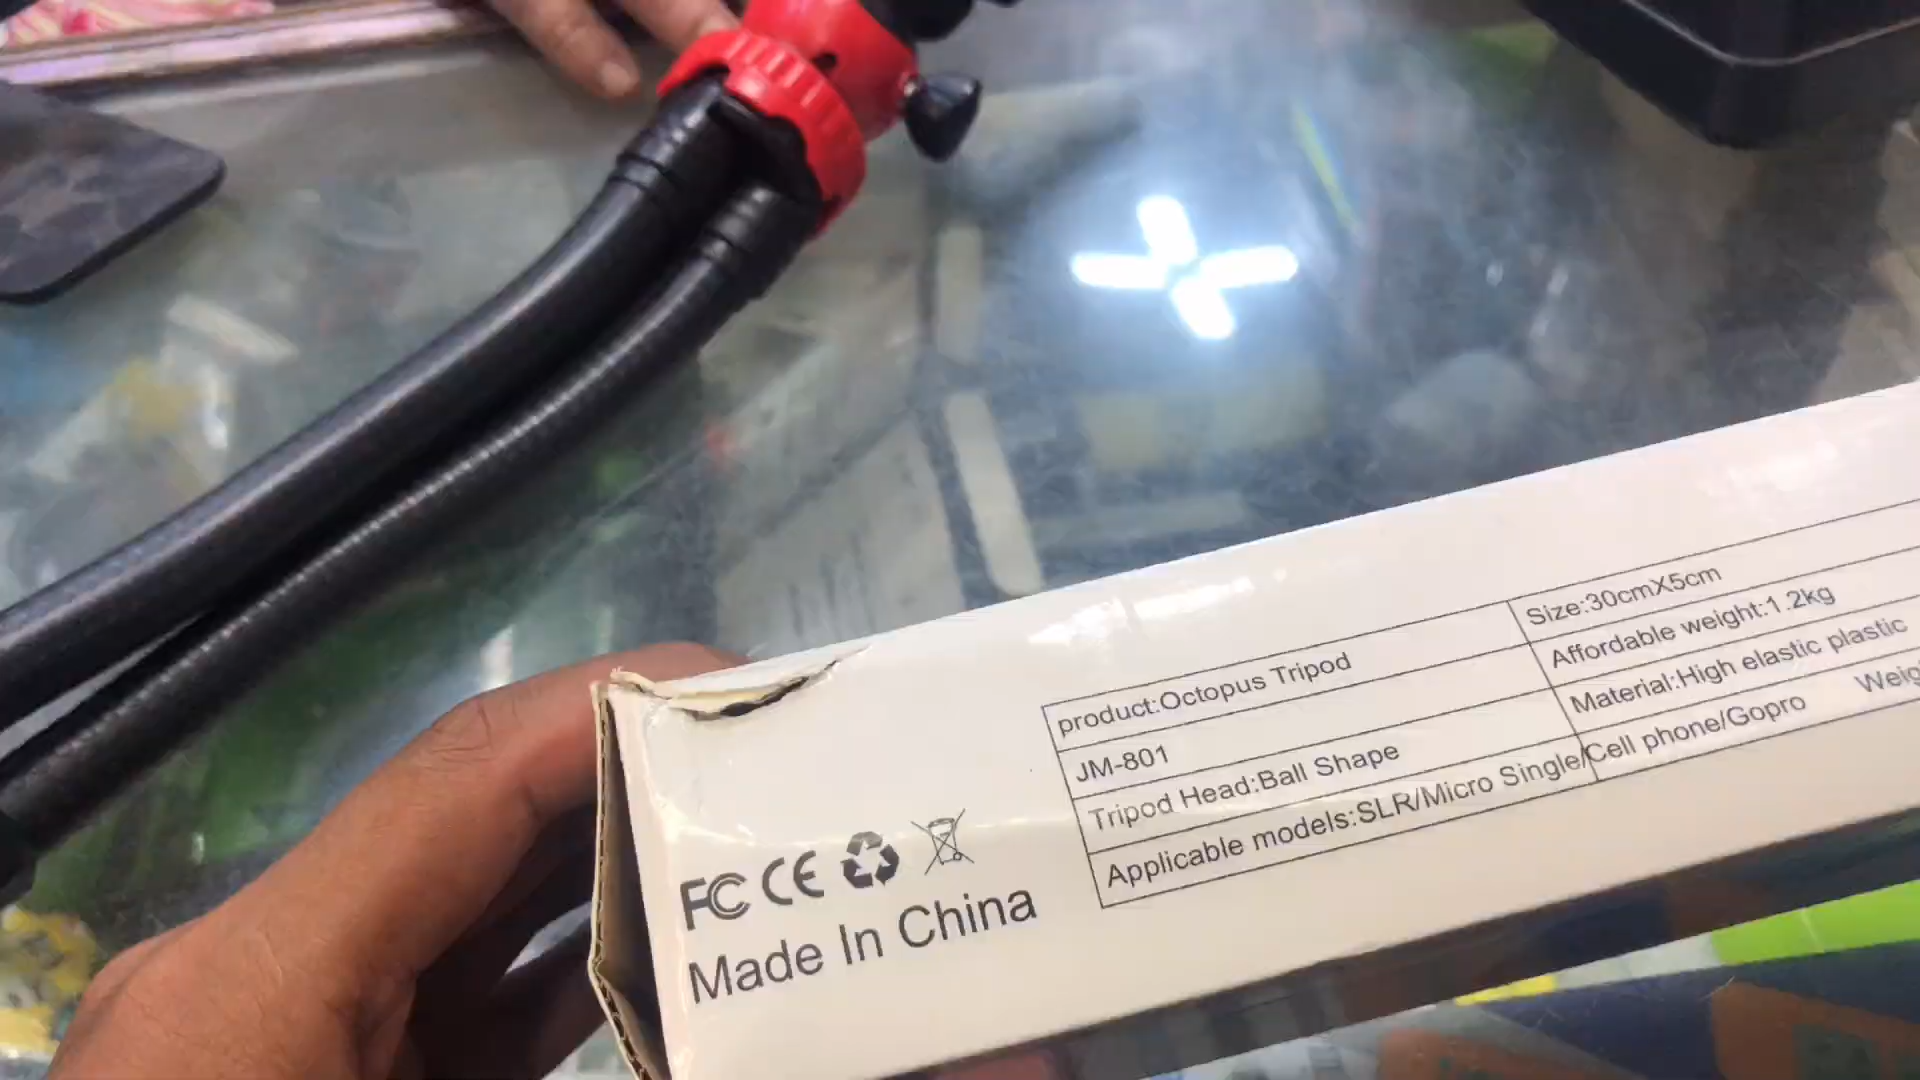 product:Octopus Tripod
Size:30cmX5cm
JM-801
Affordable weight:1.2kg
Tripod Head:Ball Shape
Material:High elastic plastic
Applicable models:SLR/Micro Single/Cell phone/Gopro
FC CE
Made In China